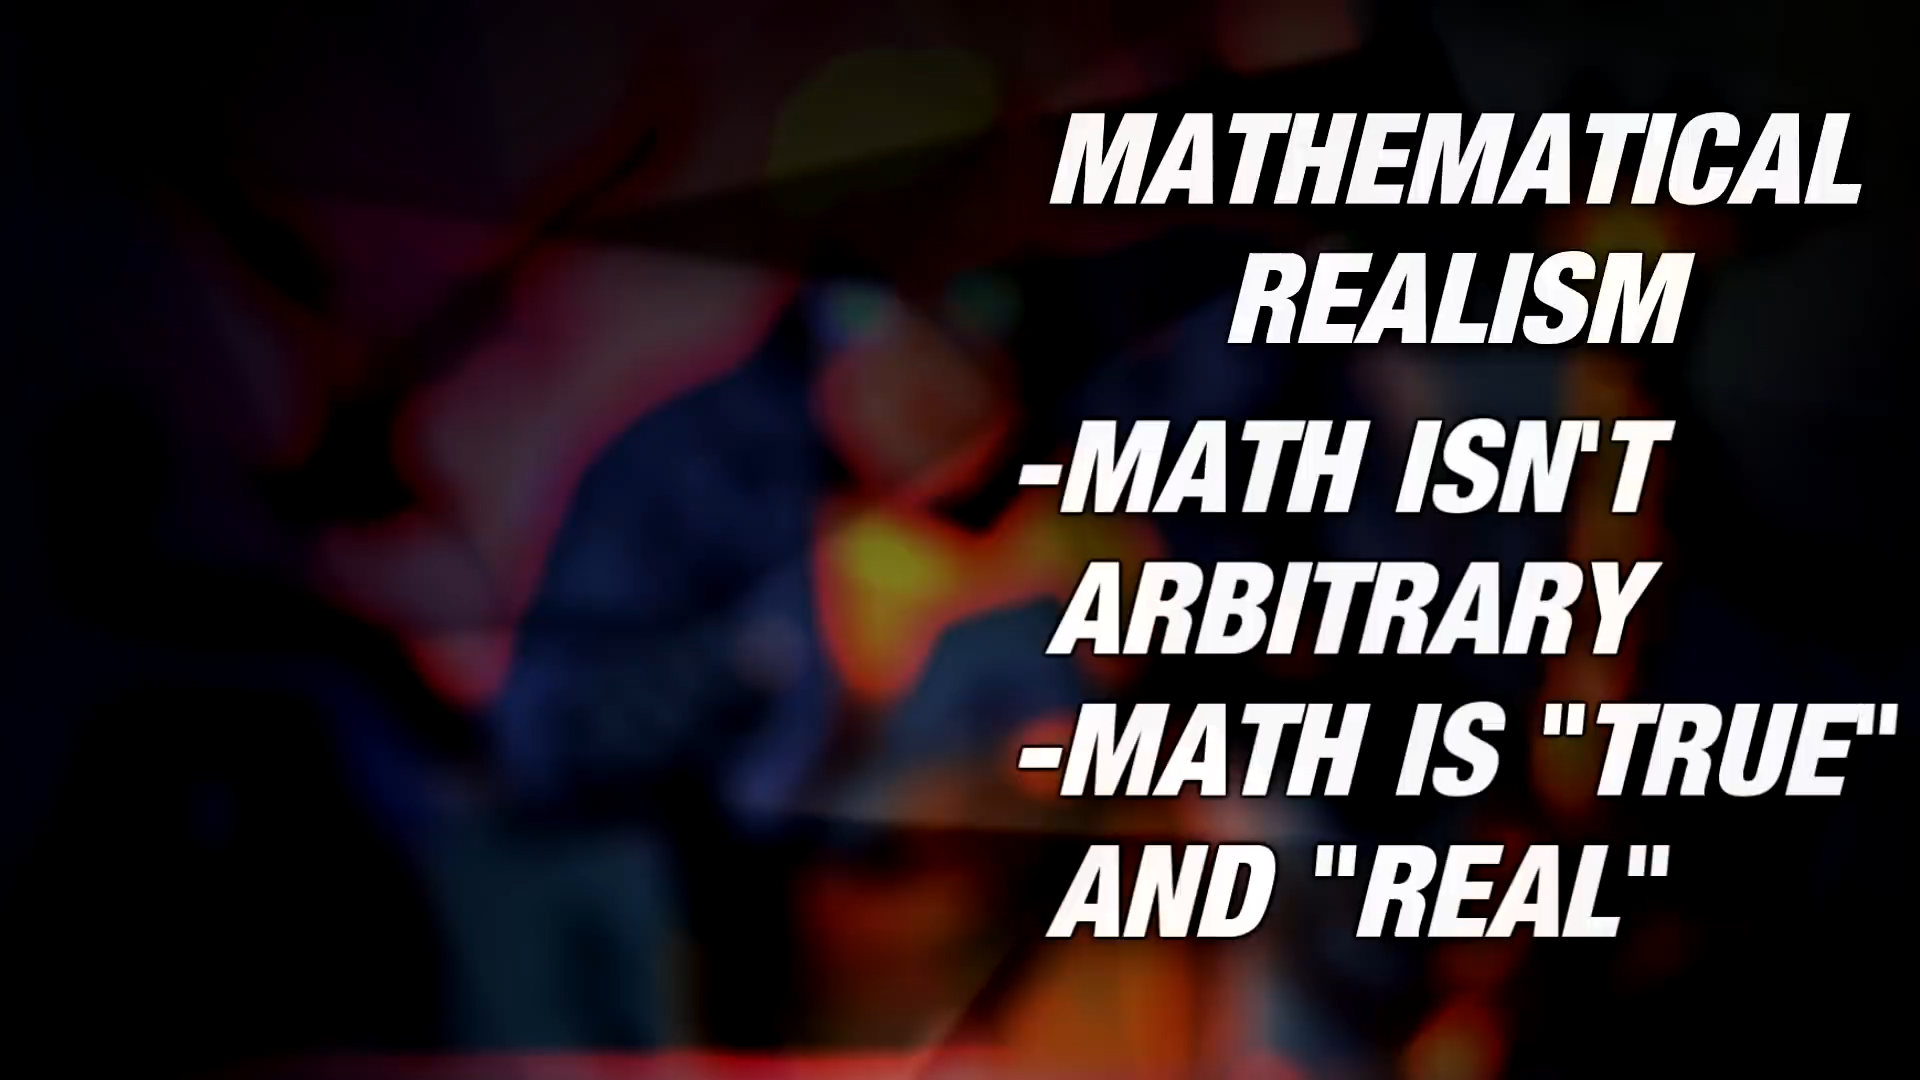 MATHEMATICAL
REALISM
-MATH ISN'T
ARBITRARY
-MATH IS "TRUE"
AND "REAL"